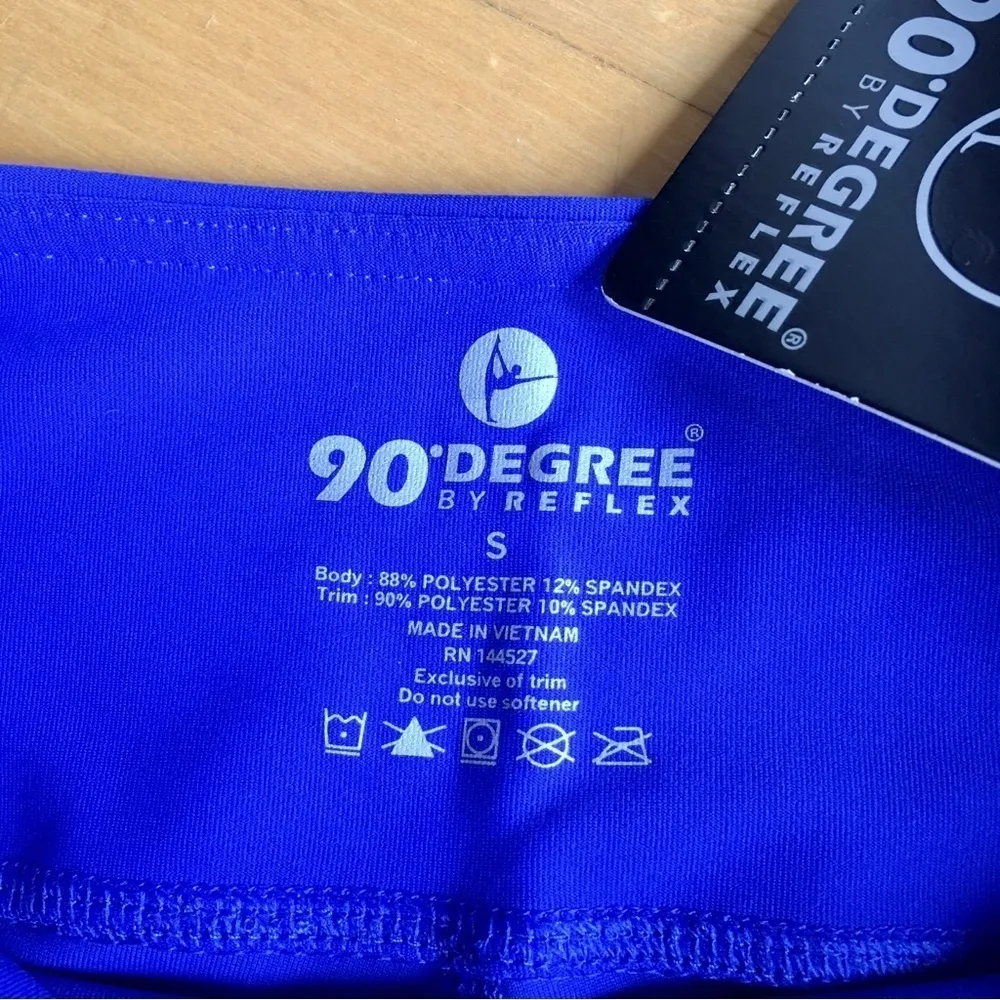 90°DEGREE®
BY REFLEX
S
Body : 88% POLYESTER 12% SPANDEX
Trim : 90% POLYESTER 10% SPANDEX
MADE IN VIETNAM
RN 144527
Exclusive of trim
Do not use softener
0°DEGREE®
BY REFLEX